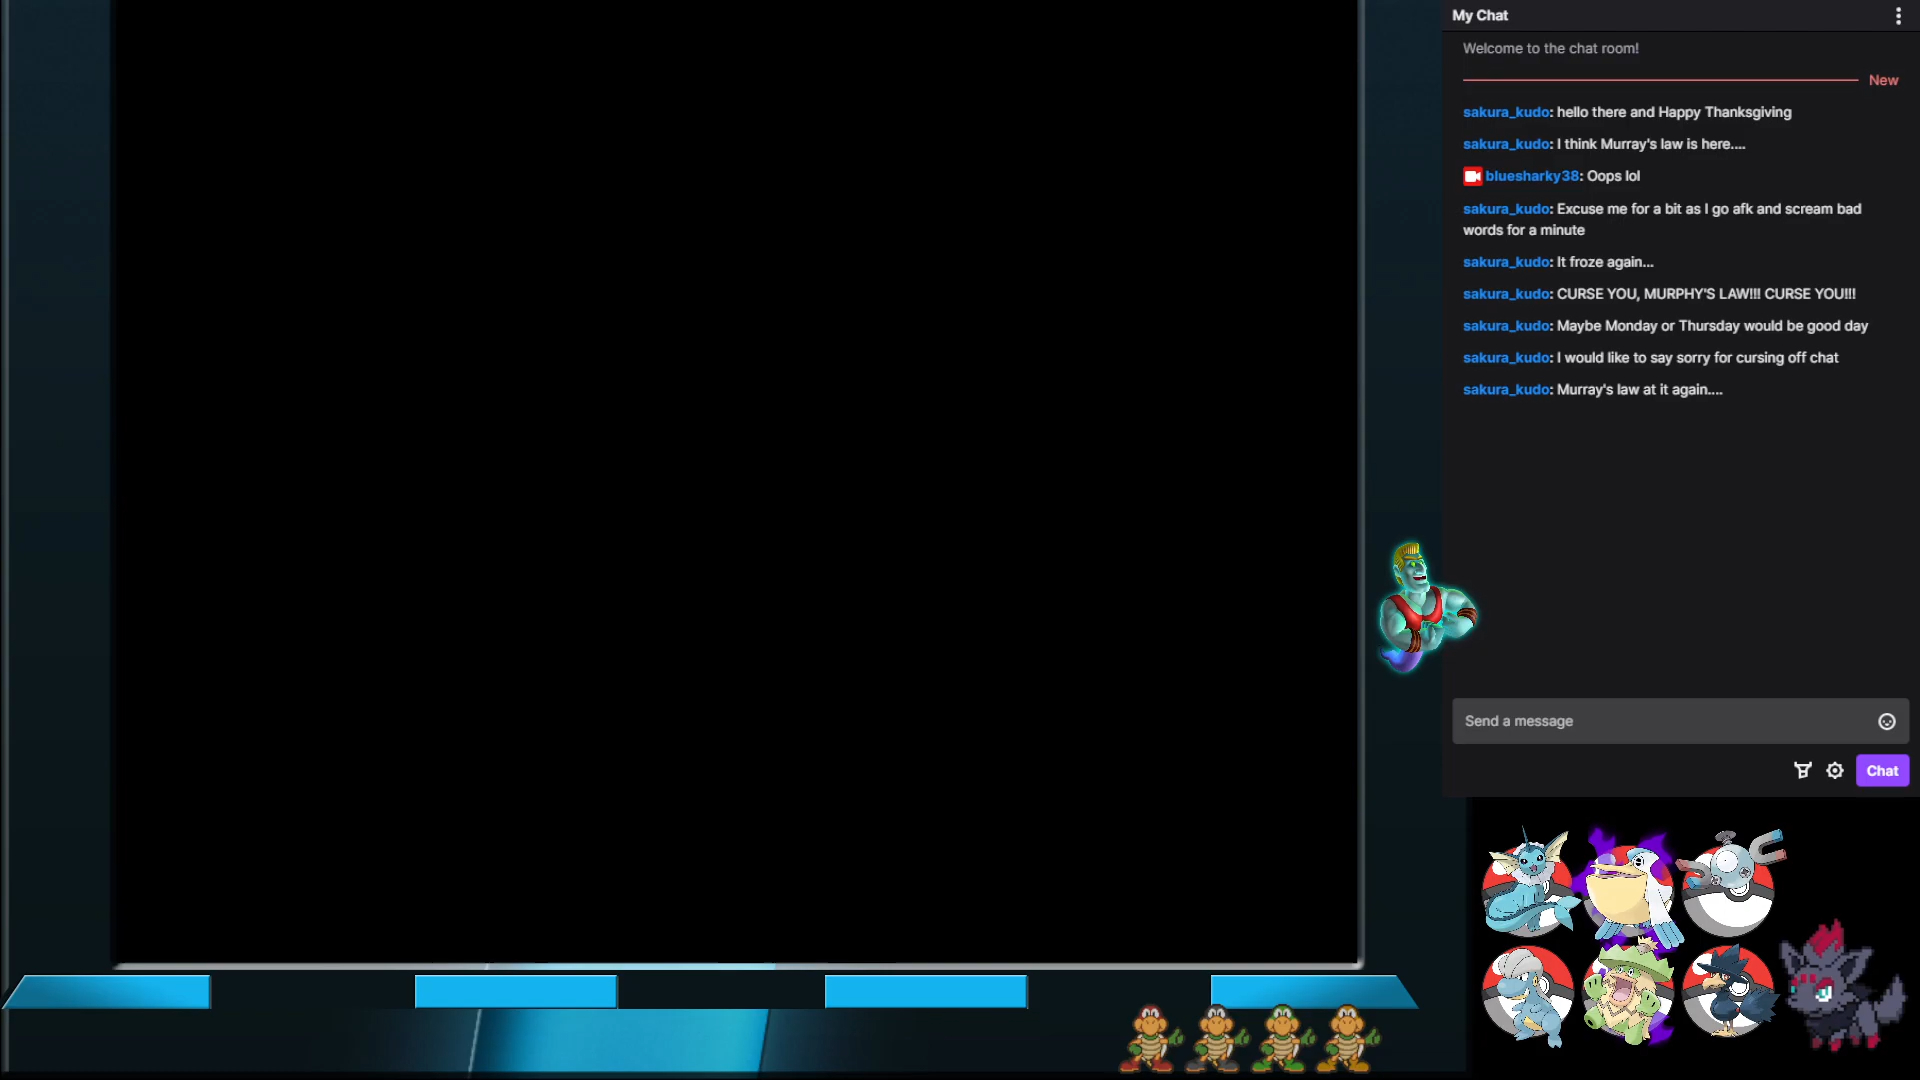 My Chat
Welcome to the chat room!
New
sakura_kudo: hello there and Happy Thanksgiving
sakura_kudo: I think Murray's law is here....
bluesharky38: Oops lol
sakura_kudo: Excuse me for a bit as I go afk and scream bad
words for a minute
sakura_kudo: It froze again...
sakura_kudo: CURSE YOU, MURPHY'S LAW!!! CURSE YOU!!!
sakura_kudo: Maybe Monday or Thursday would be good day
sakura_kudo: I would like to say sorry for cursing off chat
sakura_kudo: Murray's law at it again....
Send a message
Chat